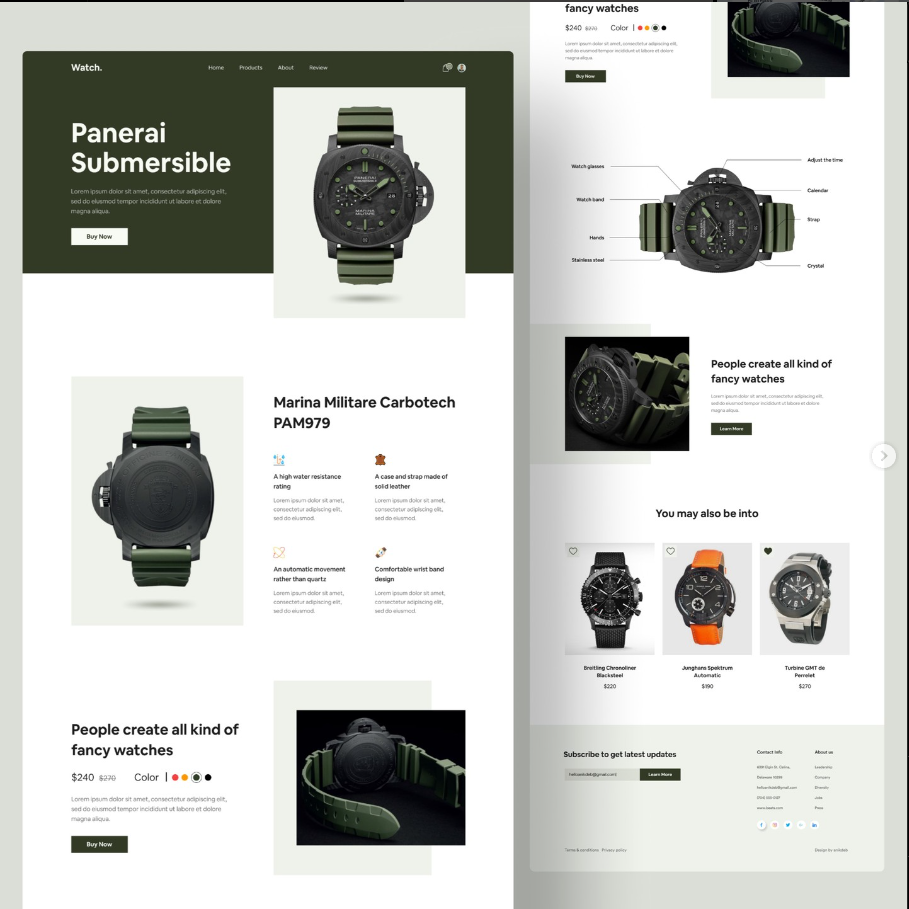 Watch.
Home Products About Review
Panerai
Submersible
Lorem ipsum dolor sit amet, consectetur adipiscing elit,
sed do eiusmod tempor incididunt ut labore et dolore
magna aliqua.
Buy Now
PANERAI
Marina Militare Carbotech
PAM979
A high water resistance
rating
Lorem ipsum dolor sit amet,
consectetur adipiscing elit,
sed do eiusmod.
A case and strap made of
solid leather
Lorem ipsum dolor sit amet,
consectetur adipiscing elit,
sed do eiusmod.
An automatic movement
rather than quartz
Lorem ipsum dolor sit amet,
consectetur adipiscing elit,
sed do eiusmod.
Comfortable wrist band
design
Lorem ipsum dolor sit amet,
consectetur adipiscing elit,
sed do eiusmod.
People create all kind of
fancy watches
$240 $270 Color |
Lorem ipsum dolor sit amet, consectetur adipiscing elit,
sed do eiusmod tempor incididunt ut labore et dolore
magna aliqua.
Buy Now
fancy watches
$240 $270 Color |
Lorem ipsum dolor sit amet, consectetur adipiscing elit,
sed do eiusmod tempor incididunt ut labore et dolore
magna aliqua.
Buy Now
Watch glasses
Watch band
Hands
Stainless steel
Adjust the time
Calendar
Strap
Crystal
People create all kind of
fancy watches
Lorem ipsum dolor sit amet, consectetur adipiscing elit,
sed do eiusmod tempor incididunt ut labore et dolore
magna aliqua.
Learn More
You may also be into
Breitling Chronoliner
Blacksteel
$220
Junghans Spektrum
Automatic
$190
Turbine GMT de
Perrelet
$270
Subscribe to get latest updates
Learn More
Contact Info
About us
Leadership
Company
Diversity
Jobs
Press
Terms & conditions Privacy policy
Design by